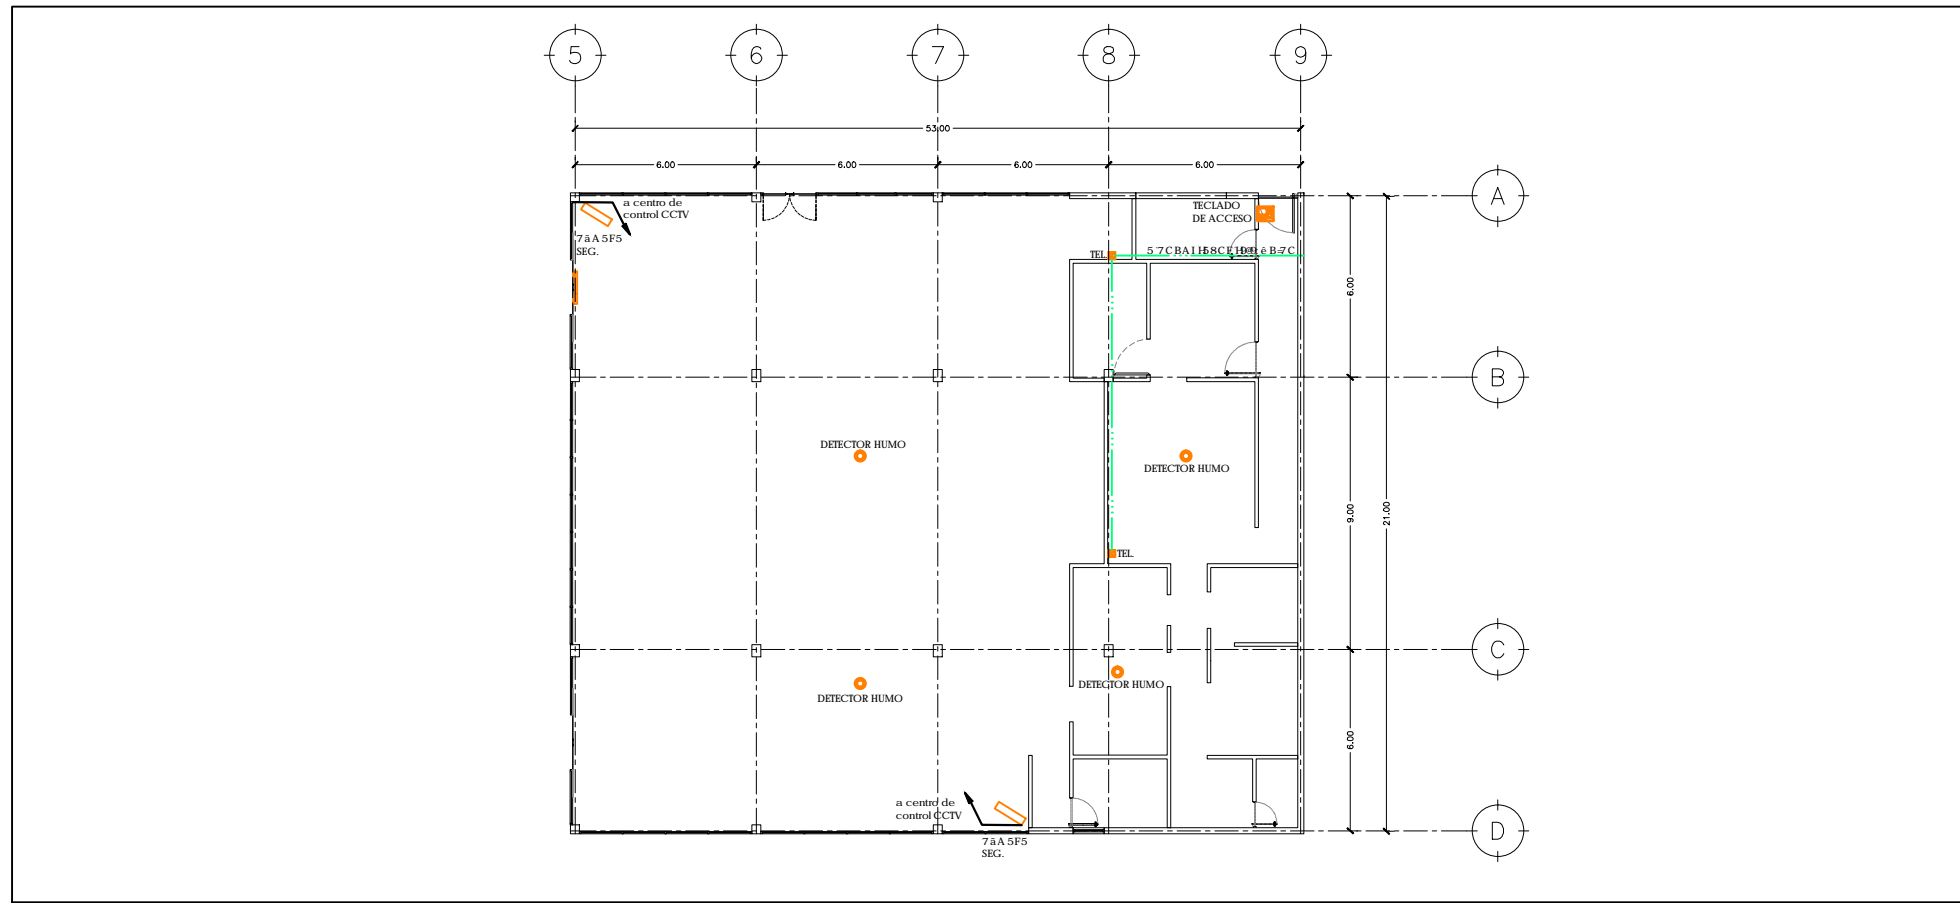 5
6
7
8
9
53.00
6.00
6.00
6.00
6.00
A
a centro de
control CCTV
TECLADO
DE ACCESO
7 ä A 5F5
SEG.
TEL.
6.00
B
DETECTOR HUMO
DETECTOR HUMO
9.00
21.00
TEL.
C
DETECTOR HUMO
DETECTOR HUMO
6.00
a centro de
control CCTV
D
7 ä A 5F5
SEG.